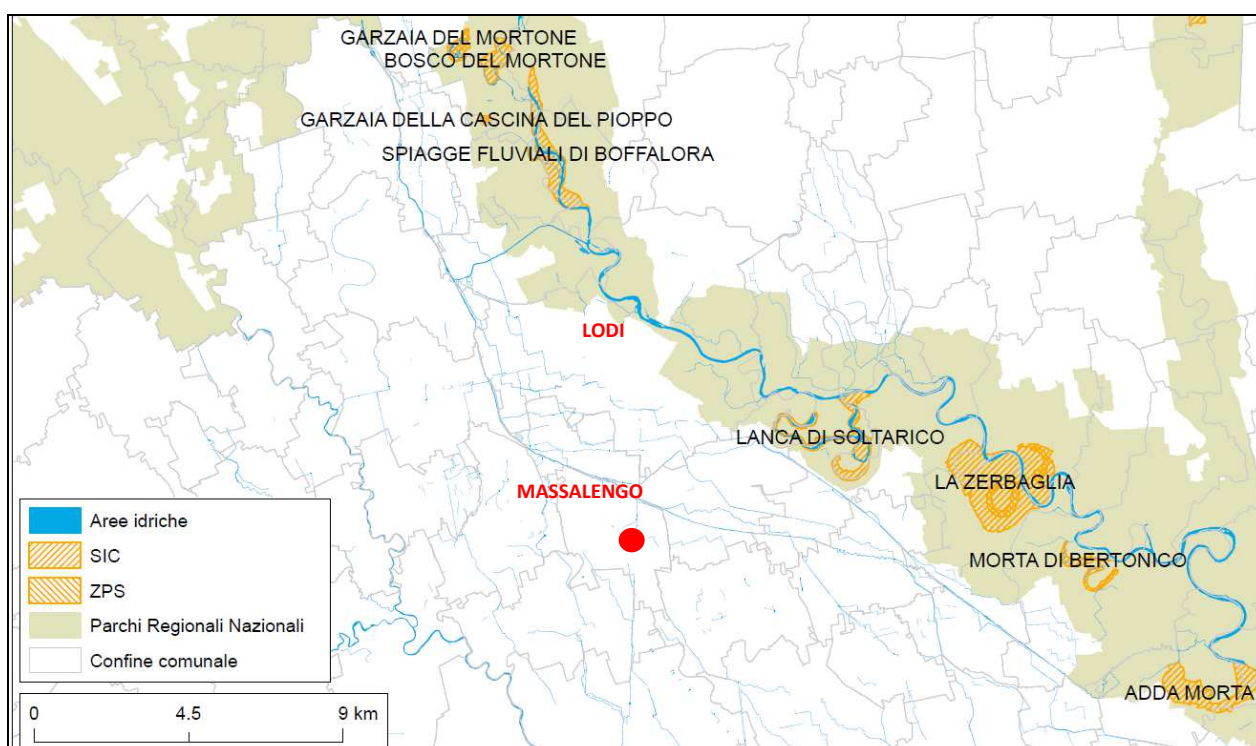 GARZAIA DEL MORTONE
BOSCO DEL MORTONE
GARZAIA DELLA CASCINA DEL PIOPPO
SPIAGGE FLUVIALI DI BOFFALORA
LODI
LANCA DI SOLTARICO
MASSALENGO
LA ZERBAGLIA
MORTA DI BERTONICO
ADDA MORTA
Aree idriche
SIC
ZPS
Parchi Regionali Nazionali
Confine comunale
0 4.5 9 km